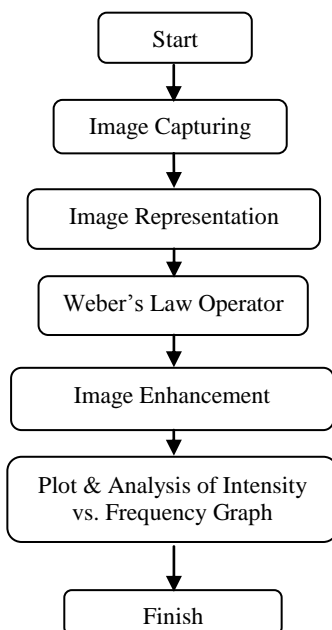 Start
Image Capturing
Image Representation
Weber’s Law Operator
Image Enhancement
Plot & Analysis of Intensity
vs. Frequency Graph
Finish